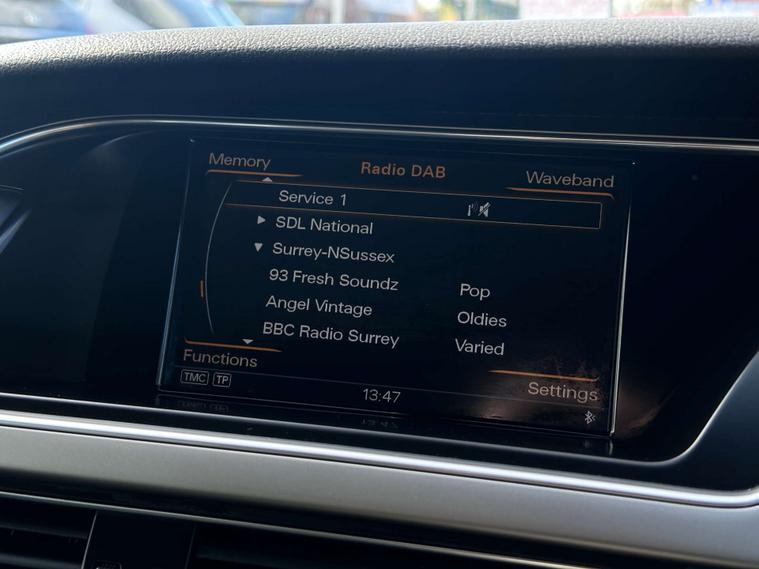 Memory
Radio DAB
Waveband
Service 1
SDL National
Surrey-NSussex
93 Fresh Soundz Pop
Angel Vintage Oldies
BBC Radio Surrey Varied
Functions
Settings
TMC TP
13:47